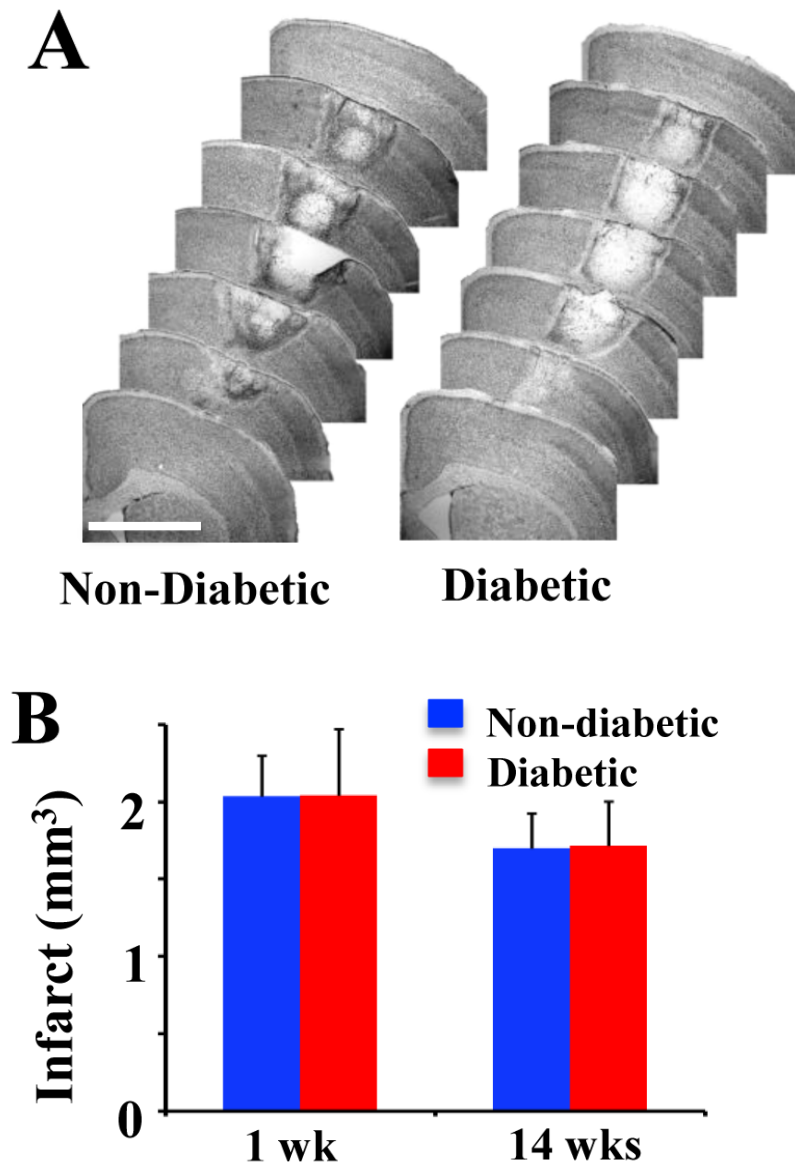 A
Non-Diabetic
Diabetic
B
Non-diabetic
Diabetic
Infarct (mm³)
2
1
0
1 wk
14 wks